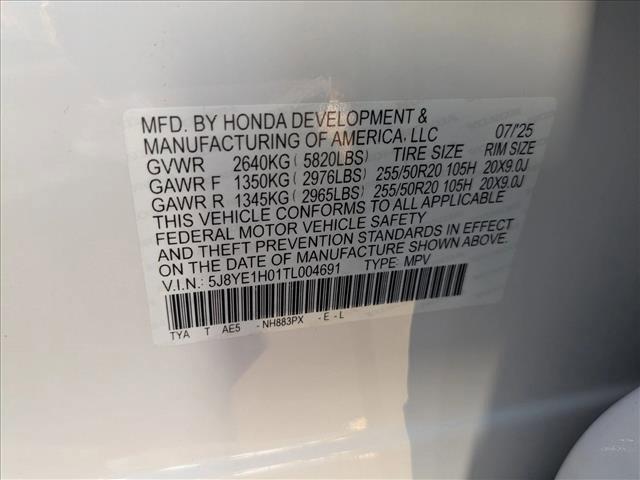 MFD. BY HONDA DEVELOPMENT &
MANUFACTURING OF AMERICA, LLC 07/'25
GVWR 2640KG ( 5820LBS) TIRE SIZE RIM SIZE
GAWR F 1350KG ( 2976LBS) 255/50R20 105H 20X9.0J
GAWR R 1345KG ( 2965LBS) 255/50R20 105H 20X9.0J
THIS VEHICLE CONFORMS TO ALL APPLICABLE
FEDERAL MOTOR VEHICLE SAFETY
AND THEFT PREVENTION STANDARDS IN EFFECT
ON THE DATE OF MANUFACTURE SHOWN ABOVE.
V.I.N.: 5J8YE1H01TL004691 TYPE: MPV
TYA T AE5 - NH883PX - E - L